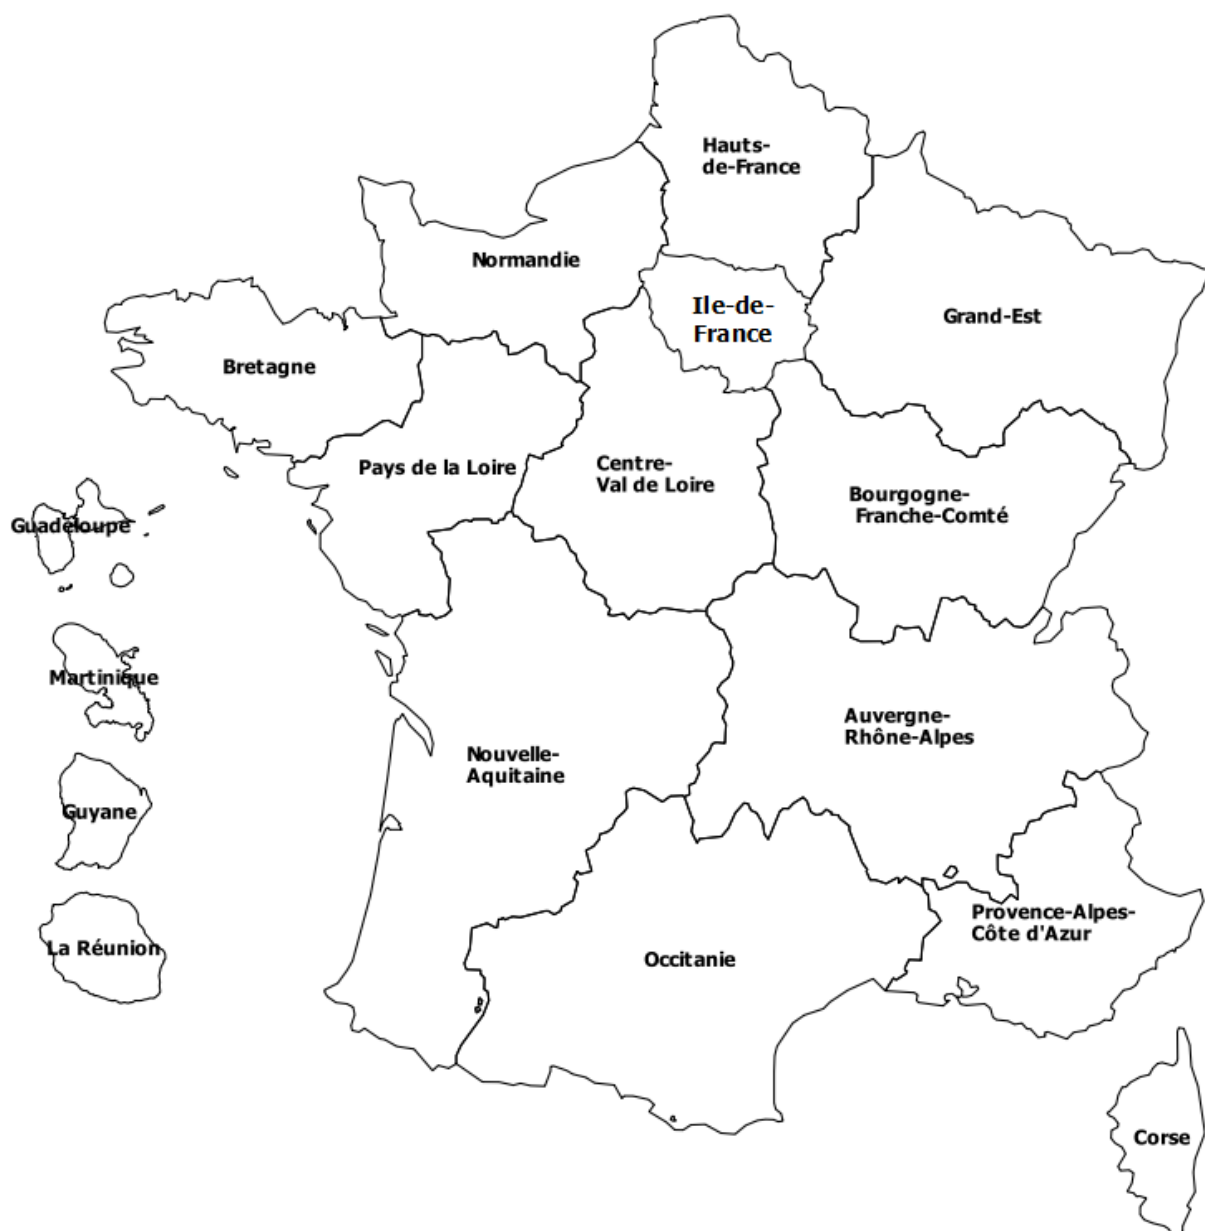 Hauts-
de-France
Normandie
Ile-de-
France
Grand-Est
Bretagne
Pays de la Loire
Centre-
Val de Loire
Bourgogne-
Franche-Comté
Guadeloupe
Martinique
Auvergne-
Rhône-Alpes
Nouvelle-
Aquitaine
Guyane
Provence-Alpes-
Côte d'Azur
La Réunion
Occitanie
Corse